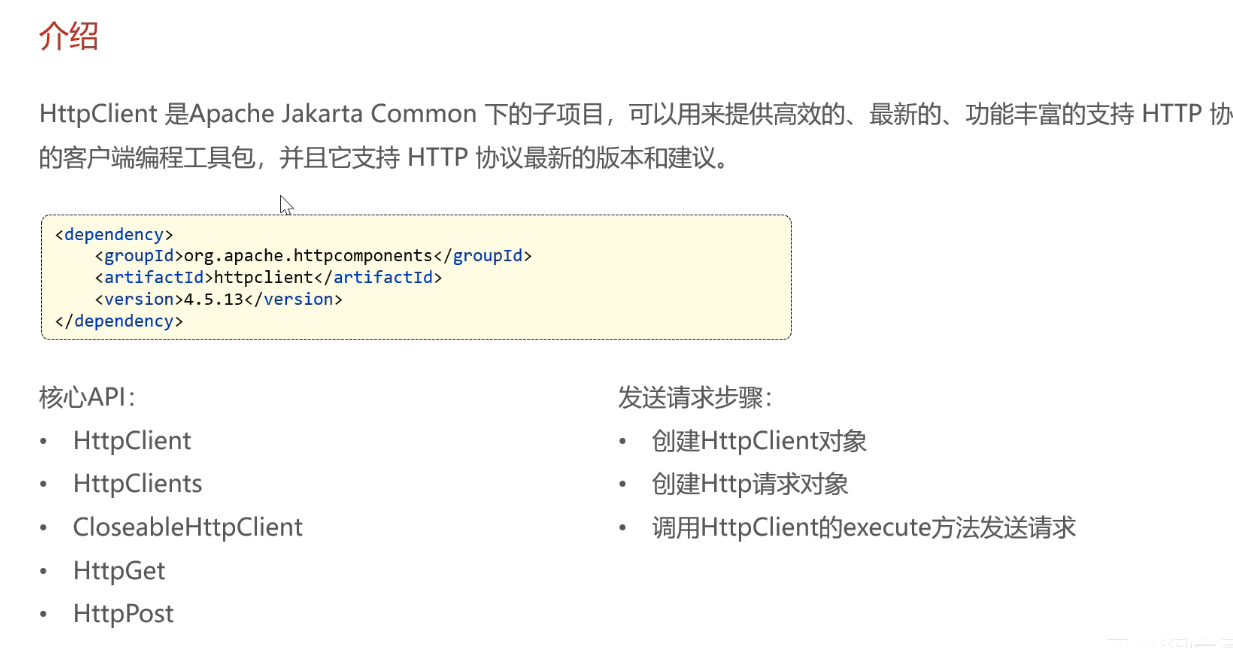 介绍
HttpClient 是Apache Jakarta Common 下的子项目，可以用来提供高效的、最新的、功能丰富的支持 HTTP 协
的客户端编程工具包，并且它支持 HTTP 协议最新的版本和建议。
<dependency>
    <groupId>org.apache.httpcomponents</groupId>
    <artifactId>httpclient</artifactId>
    <version>4.5.13</version>
</dependency>
核心API：
• HttpClient
• HttpClients
• CloseableHttpClient
• HttpGet
• HttpPost
发送请求步骤：
• 创建HttpClient对象
• 创建Http请求对象
• 调用HttpClient的execute方法发送请求